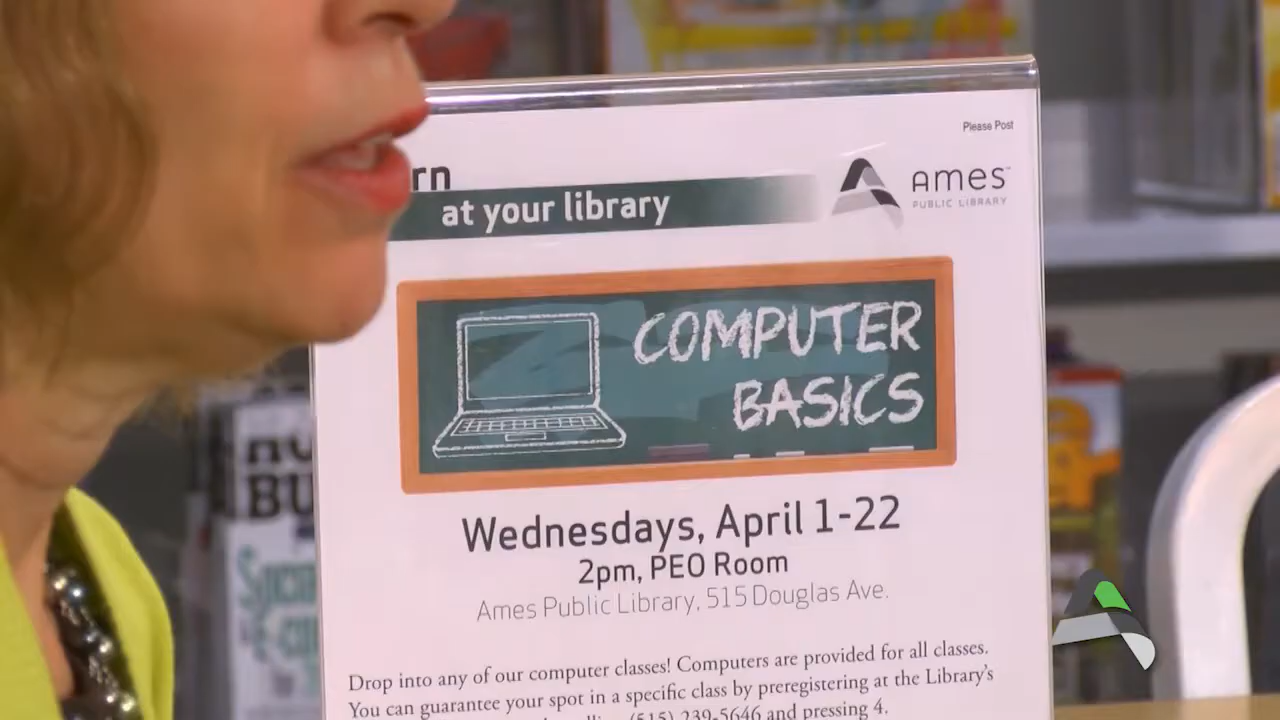 Please Post
rn
at your library
Ames
PUBLIC LIBRARY
COMPUTER
BASICS
Wednesdays, April 1-22
2pm, PEO Room
Ames Public Library, 515 Douglas Ave.
Drop into any of our computer classes! Computers are provided for all classes.
You can guarantee your spot in a specific class by preregistering at the Library's
(515) 239-5646 and pressing 4.
BU